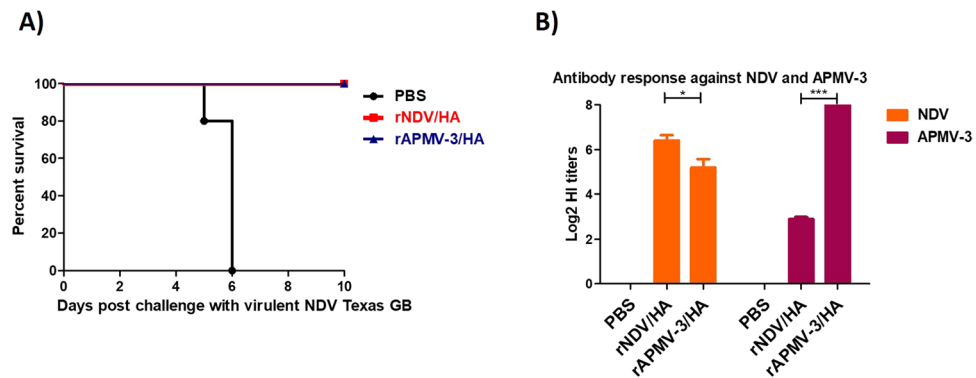 A)
100
80
60
40
20
0
0 2 4 6 8 10
Percent survival
Days post challenge with virulent NDV Texas GB
PBS
rNDV/HA
rAPMV-3/HA
B)
Antibody response against NDV and APMV-3
* ***
8
6
4
2
0
Log2 HI titers
PBS
rNDV/HA
rAPMV-3/HA
PBS
rNDV/HA
rAPMV-3/HA
NDV
APMV-3